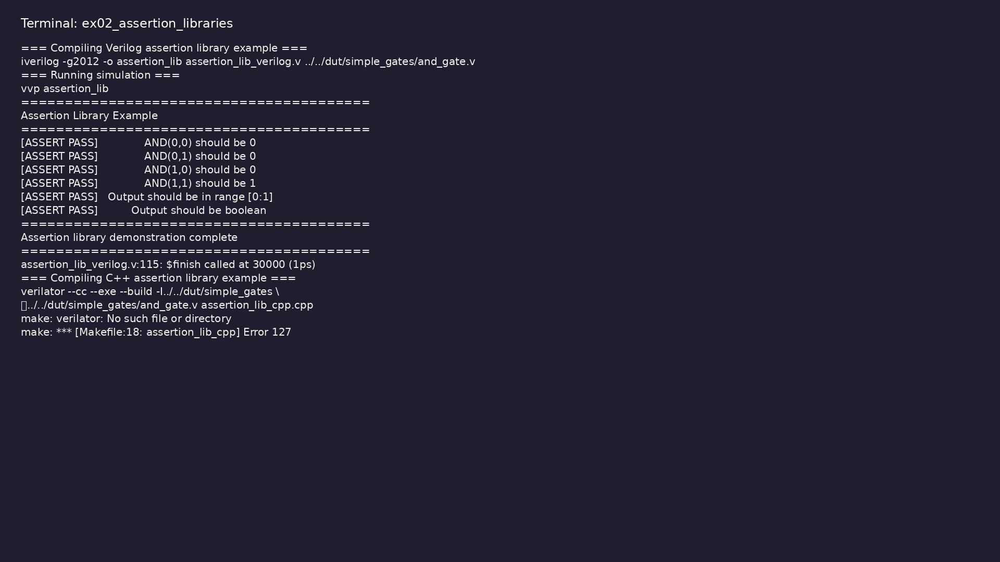 Terminal: ex02_assertion_libraries
=== Compiling Verilog assertion library example ===
iverilog -g2012 -o assertion_lib assertion_lib_verilog.v ../../dut/simple_gates/and_gate.v
=== Running simulation ===
vvp assertion_lib
========================================
Assertion Library Example
========================================
[ASSERT PASS]              AND(0,0) should be 0
[ASSERT PASS]              AND(0,1) should be 0
[ASSERT PASS]              AND(1,0) should be 0
[ASSERT PASS]              AND(1,1) should be 1
[ASSERT PASS]   Output should be in range [0:1]
[ASSERT PASS]          Output should be boolean
========================================
Assertion library demonstration complete
========================================
assertion_lib_verilog.v:115: $finish called at 30000 (1ps)
=== Compiling C++ assertion library example ===
verilator --cc --exe --build -I../../dut/simple_gates \
../../dut/simple_gates/and_gate.v assertion_lib_cpp.cpp
make: verilator: No such file or directory
make: *** [Makefile:18: assertion_lib_cpp] Error 127